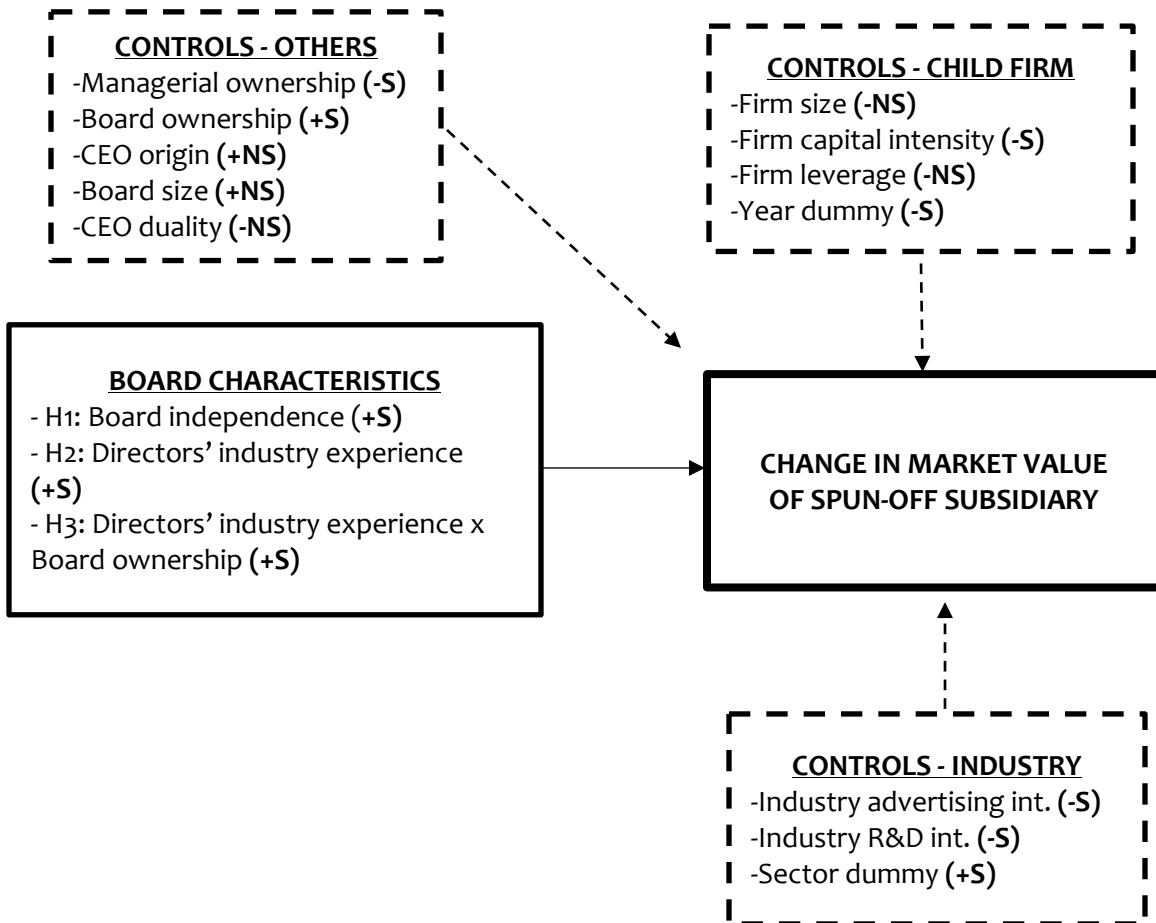 CONTROLS - OTHERS
-Managerial ownership (-S)
-Board ownership (+S)
-CEO origin (+NS)
-Board size (+NS)
-CEO duality (-NS)
CONTROLS - CHILD FIRM
-Firm size (-NS)
-Firm capital intensity (-S)
-Firm leverage (-NS)
-Year dummy (-S)
BOARD CHARACTERISTICS
- H1: Board independence (+S)
- H2: Directors’ industry experience
(+S)
- H3: Directors’ industry experience x
Board ownership (+S)
CHANGE IN MARKET VALUE
OF SPUN-OFF SUBSIDIARY
CONTROLS - INDUSTRY
-Industry advertising int. (-S)
-Industry R&D int. (-S)
-Sector dummy (+S)